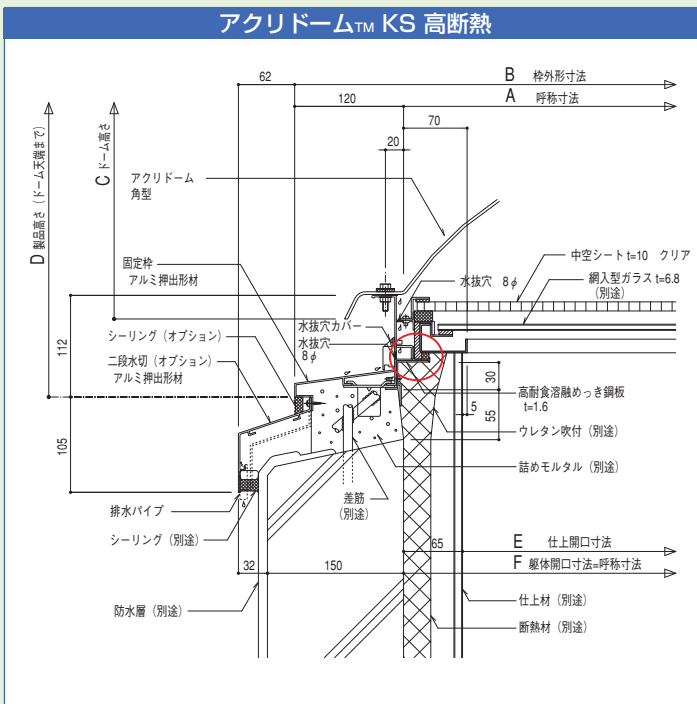 アクリドーム™ KS 高断熱
62
B 枠外形寸法
120
A 呼称寸法
70
20
D 製品高さ（ドーム天端まで）
C ドーム高さ
アクリドーム
角型
中空シート t=10 クリア
固定枠
アルミ押出形材
水抜穴 8φ
網入型ガラス t=6.8
（別途）
シーリング（オプション）
二段水切（オプション）
アルミ押出形材
水抜穴カバー
水抜穴
8φ
112
30
高耐食溶融めっき鋼板
t=1.6
5
55
ウレタン吹付（別途）
105
詰めモルタル（別途）
差筋
（別途）
排水パイプ
シーリング（別途）
65
E 仕上開口寸法
32
150
F 躯体開口寸法=呼称寸法
防水層（別途）
仕上材（別途）
断熱材（別途）